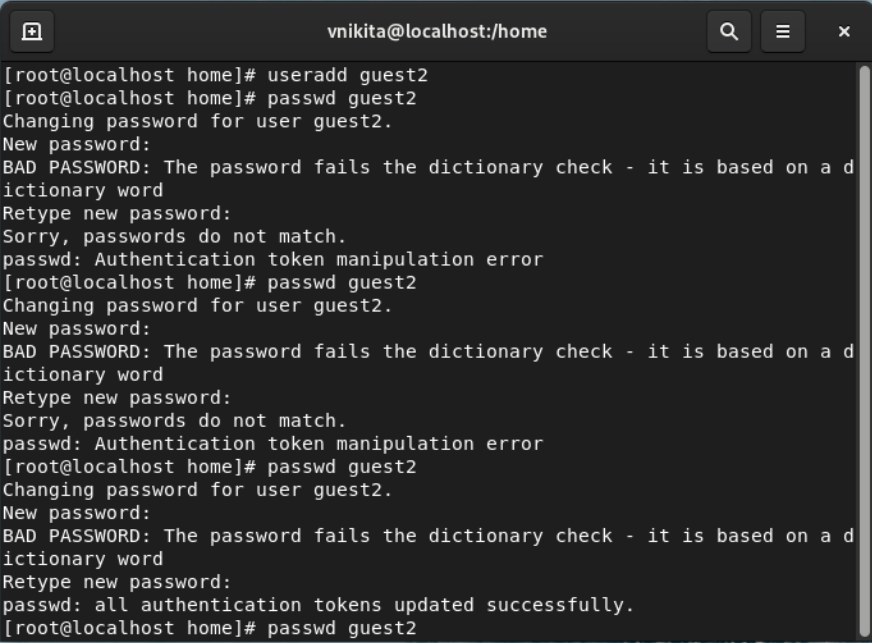 vnikita@localhost:/home
[root@localhost home]# useradd guest2
[root@localhost home]# passwd guest2
Changing password for user guest2.
New password:
BAD PASSWORD: The password fails the dictionary check - it is based on a d
ictionary word
Retype new password:
Sorry, passwords do not match.
passwd: Authentication token manipulation error
[root@localhost home]# passwd guest2
Changing password for user guest2.
New password:
BAD PASSWORD: The password fails the dictionary check - it is based on a d
ictionary word
Retype new password:
Sorry, passwords do not match.
passwd: Authentication token manipulation error
[root@localhost home]# passwd guest2
Changing password for user guest2.
New password:
BAD PASSWORD: The password fails the dictionary check - it is based on a d
ictionary word
Retype new password:
passwd: all authentication tokens updated successfully.
[root@localhost home]# passwd guest2